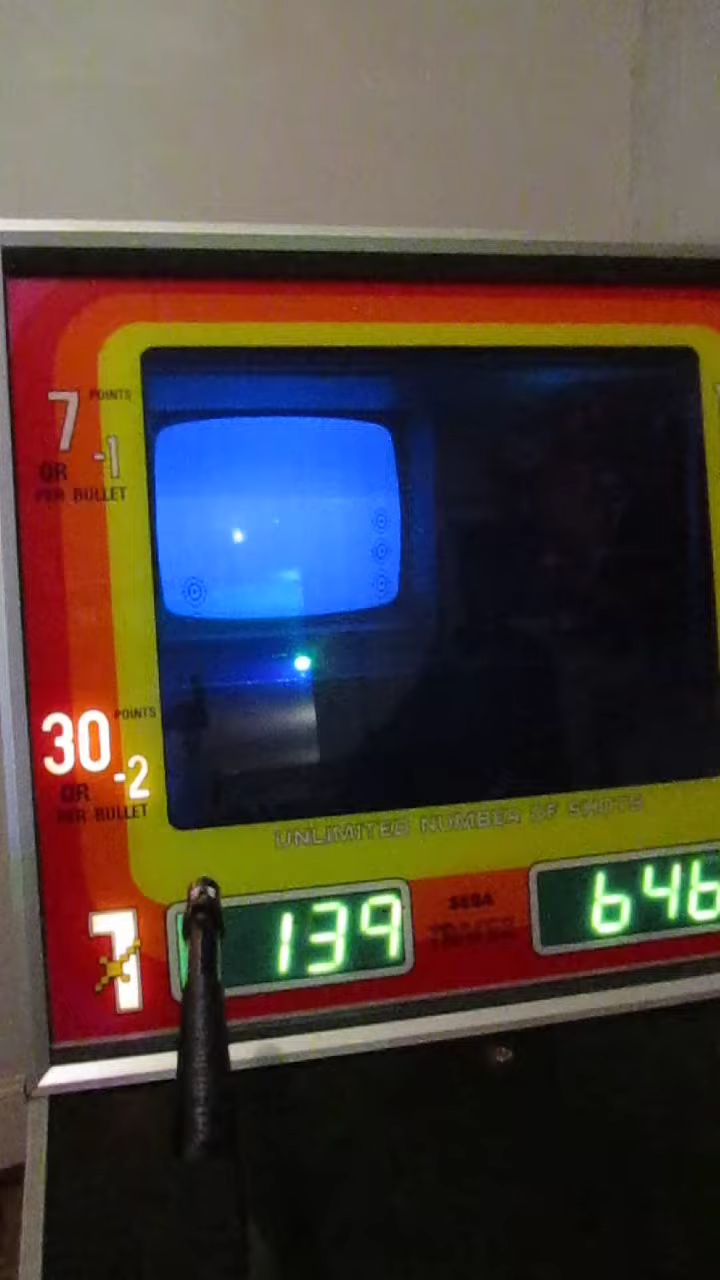 7 POINTS
OR -1
PER BULLET
30 POINTS
OR -2
PER BULLET
UNLIMITED NUMBER OF SHOTS
7
139
SEGA
646